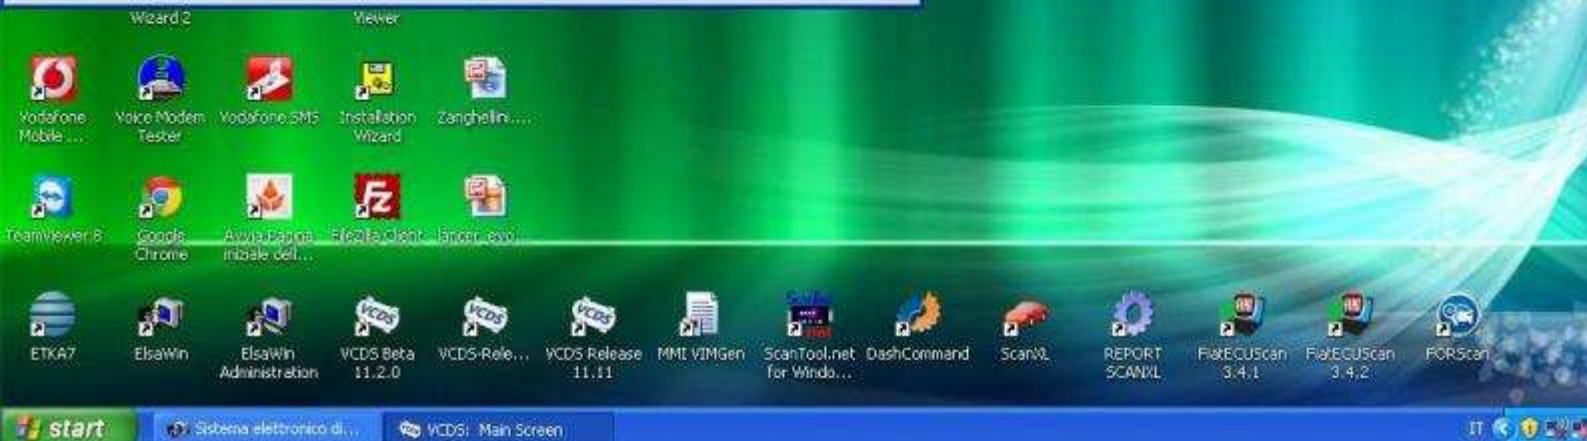 Wizard 2
Viewer
Vodafone Mobile ...
Voice Modem Tester
Vodafone SMS
Installation Wizard
Zanghellini....
Teamviewer 8
Google Chrome
Avvia Pagina iniziale dell...
FileZilla Client
lancer_evo...
ETKA7
ElsaWin
ElsaWin Administration
VCDS Beta 11.2.0
VCDS-Rele...
VCDS Release 11.11
MMI VIMGen
ScanTool.net for Windo...
DashCommand
ScanXL
REPORT SCANXL
FiatECUScan 3.4.1
FiatECUScan 3.4.2
FORScan
start
Sistema elettronico di...
VCDS: Main Screen
IT